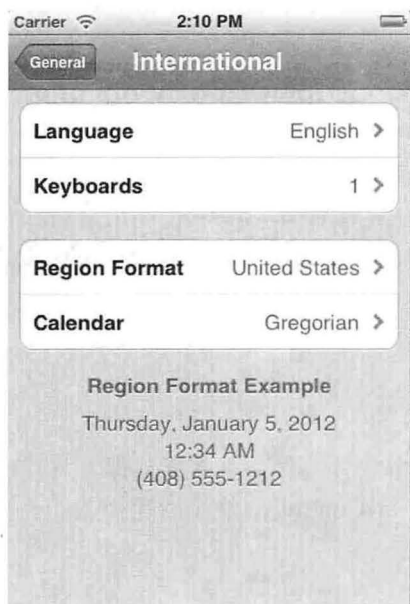 Carrier 2:10 PM
General International
Language English
Keyboards 1
Region Format United States
Calendar Gregorian
Region Format Example
Thursday, January 5, 2012
12:34 AM
(408) 555-1212